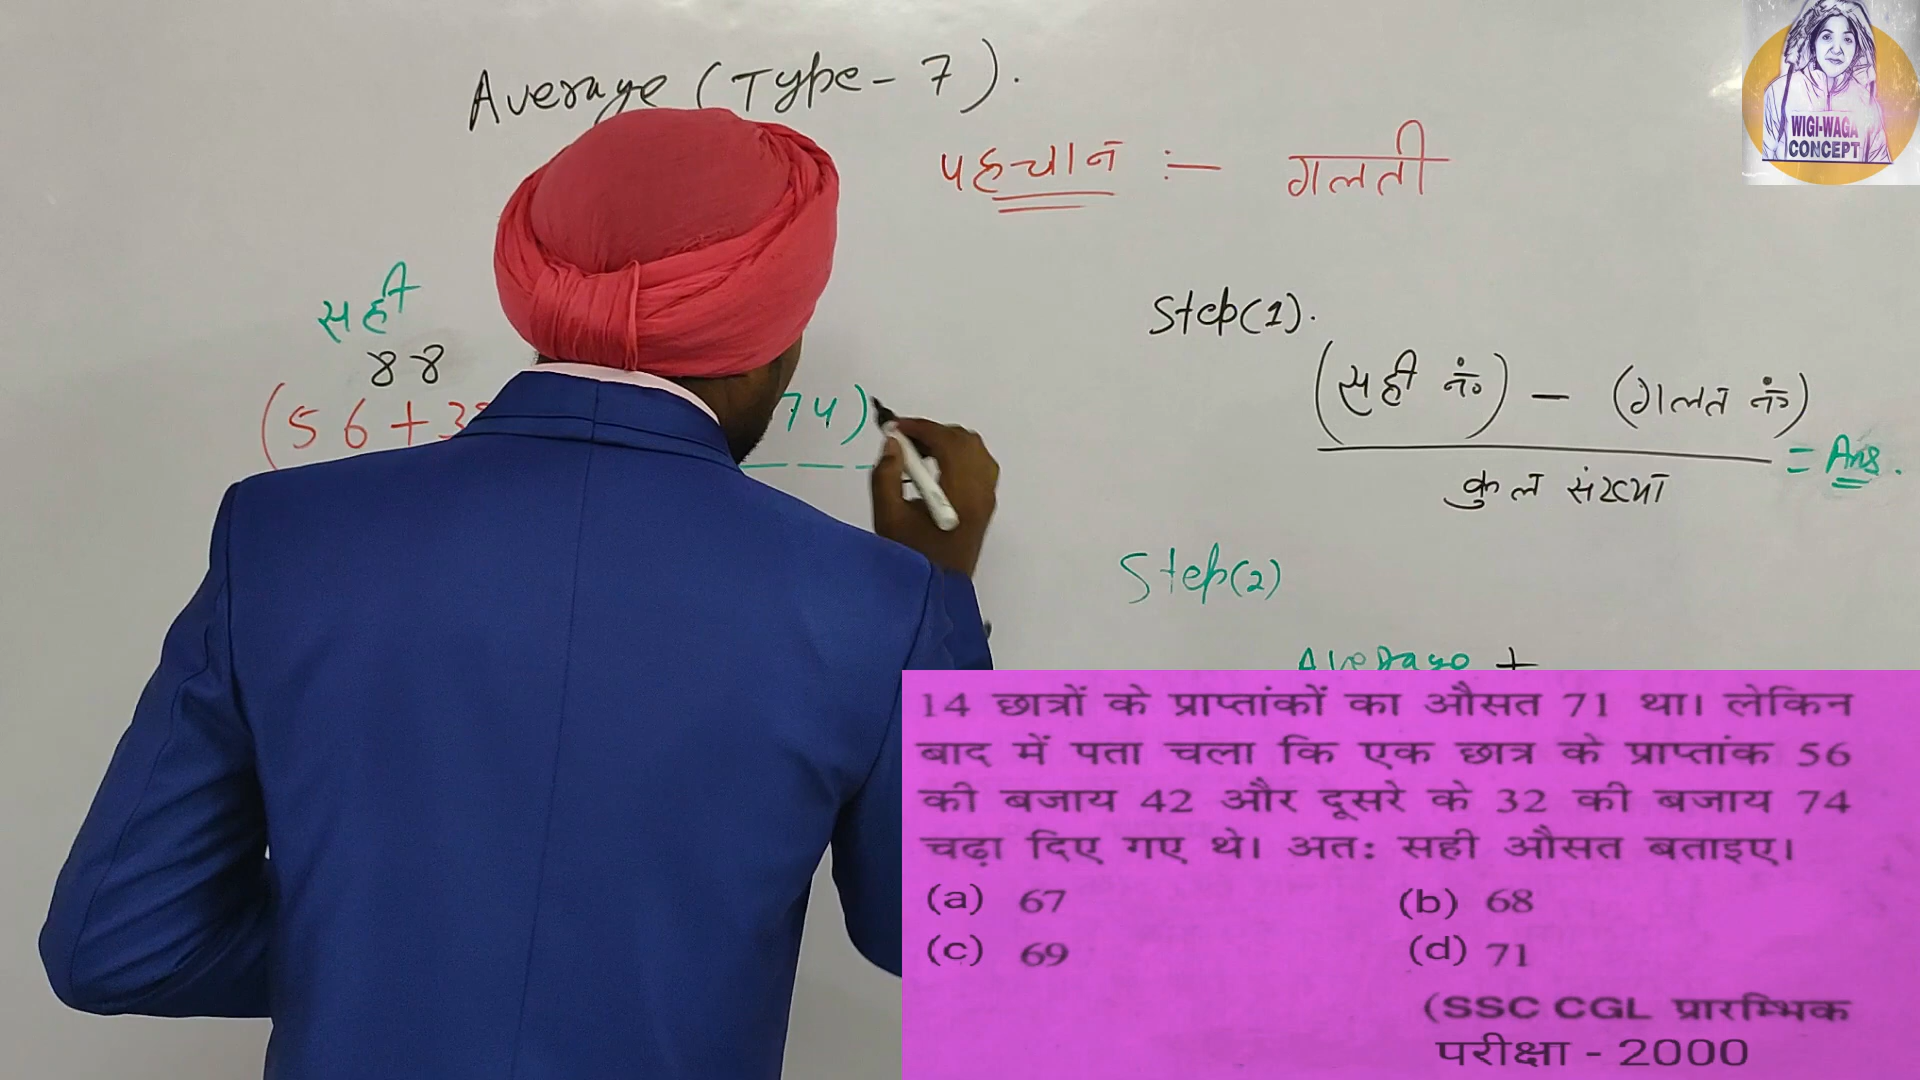 Average (Type-7).
पहचान :- गलती
WIGI-WAGA
CONCEPT
सही
88
(56+3
74)
Step(1).
(सही नं०) - (गलत नं०)
कुल संख्या
= Ans.
Step(2)
Average +
14 छात्रों के प्राप्तांकों का औसत 71 था। लेकिन
बाद में पता चला कि एक छात्र के प्राप्तांक 56
की बजाय 42 और दूसरे के 32 की बजाय 74
चढ़ा दिए गए थे। अतः सही औसत बताइए।
(a) 67 (b) 68
(c) 69 (d) 71
(SSC CGL प्रारम्भिक
परीक्षा - 2000